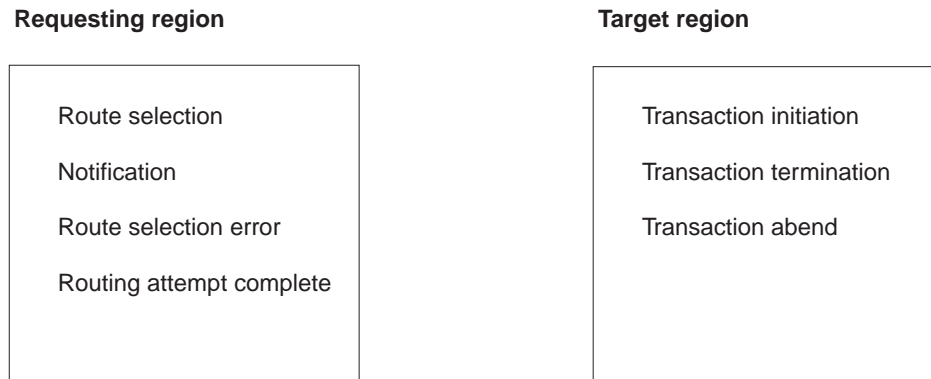 Requesting region
Target region
Route selection
Notification
Route selection error
Routing attempt complete
Transaction initiation
Transaction termination
Transaction abend